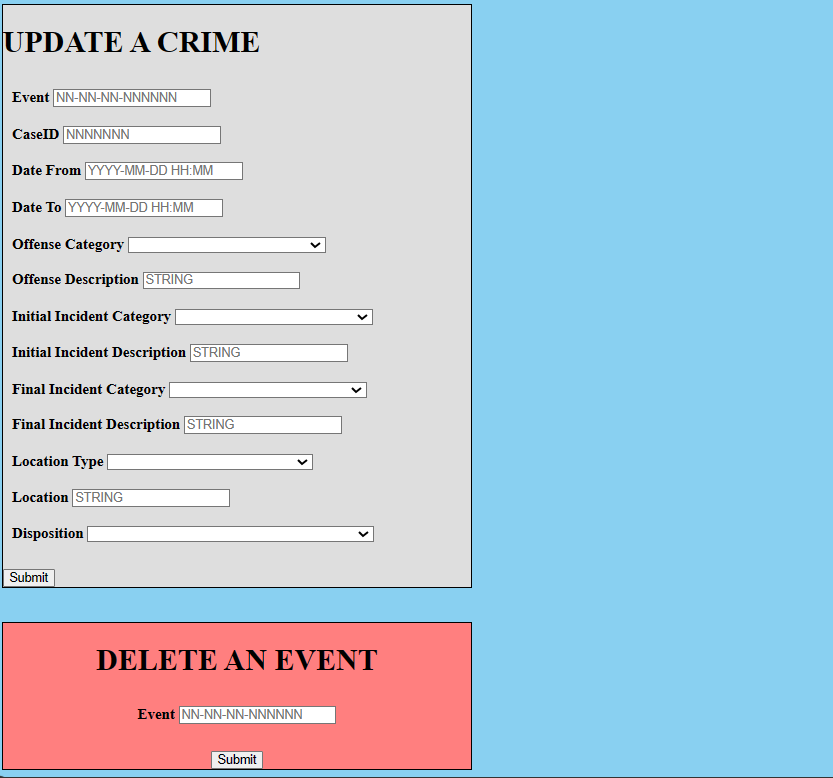 UPDATE A CRIME
Event NN-NN-NN-NNNNNN
CaseID NNNNNNN
Date From YYYY-MM-DD HH:MM
Date To YYYY-MM-DD HH:MM
Offense Category
Offense Description STRING
Initial Incident Category
Initial Incident Description STRING
Final Incident Category
Final Incident Description STRING
Location Type
Location STRING
Disposition
Submit
DELETE AN EVENT
Event NN-NN-NN-NNNNNN
Submit